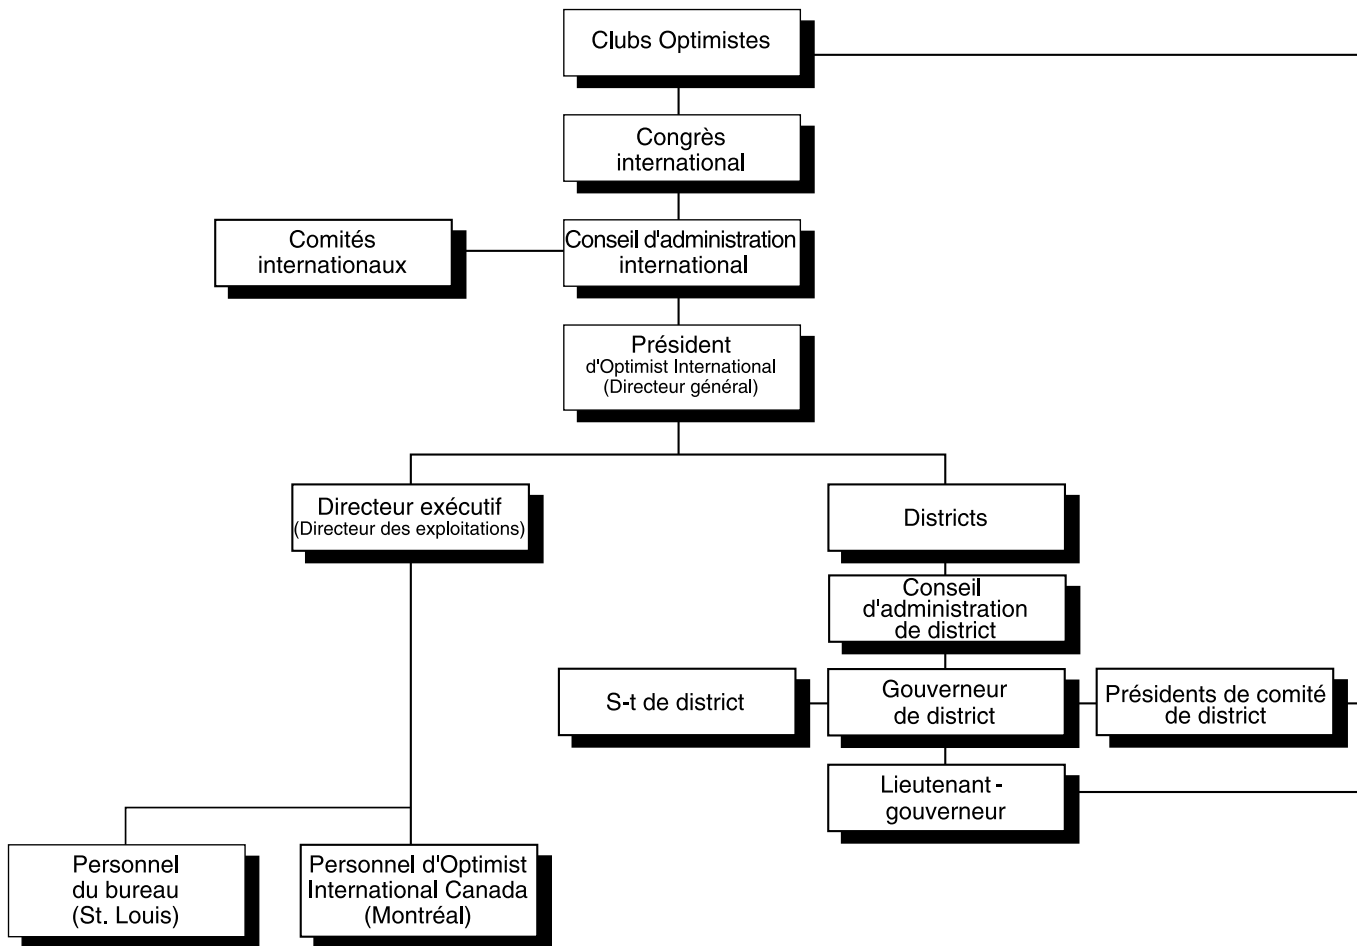 Clubs Optimistes
Congrès
international
Comités
internationaux
Conseil d'administration
international
Président
d'Optimist International
(Directeur général)
Directeur exécutif
(Directeur des exploitations)
Districts
Conseil
d'administration
de district
S-t de district
Gouverneur
de district
Présidents de comité
de district
Lieutenant-
gouverneur
Personnel
du bureau
(St. Louis)
Personnel d'Optimist
International Canada
(Montréal)